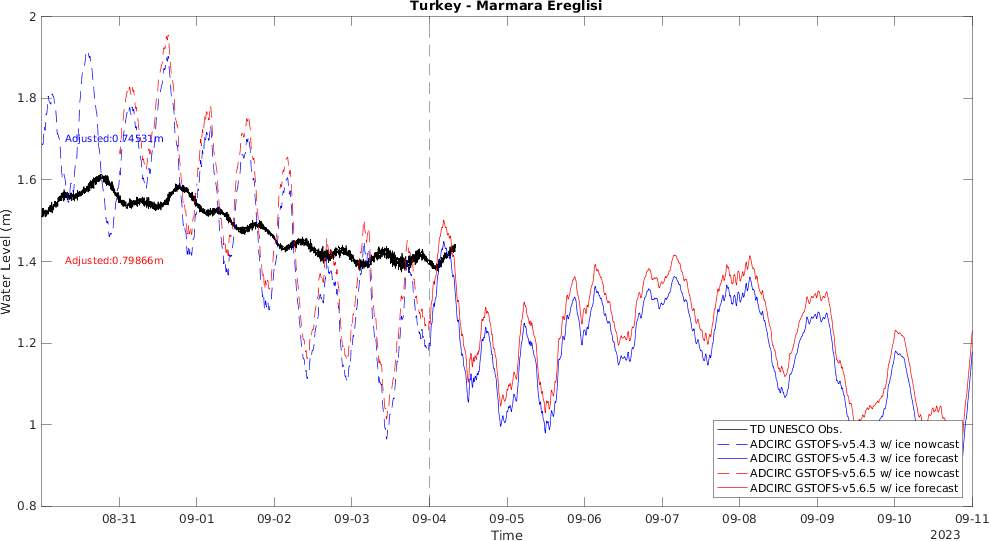 Turkey - Marmara Ereglisi
Water Level (m)
2
1.8
1.6
1.4
1.2
1
0.8
Adjusted:0.74531m
Adjusted:0.79866m
TD UNESCO Obs.
ADCIRC GSTOFS-v5.4.3 w/ ice nowcast
ADCIRC GSTOFS-v5.4.3 w/ ice forecast
ADCIRC GSTOFS-v5.6.5 w/ ice nowcast
ADCIRC GSTOFS-v5.6.5 w/ ice forecast
08-31 09-01 09-02 09-03 09-04 09-05 09-06 09-07 09-08 09-09 09-10 09-11
Time
2023